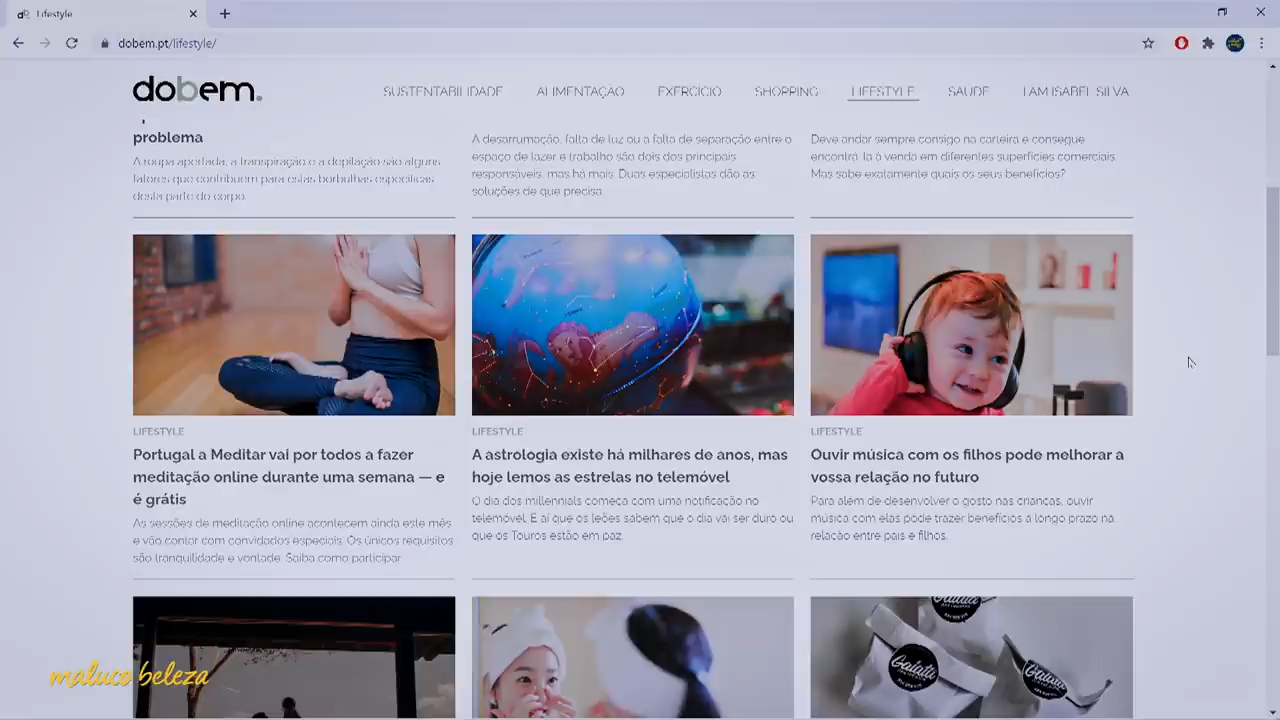 Lifestyle
dobem.pt/lifestyle/
dobem.
SUSTENTABILIDADE ALIMENTAÇÃO EXERCÍCIO SHOPPING LIFESTYLE SAÚDE I AM ISABEL SILVA
problema
A roupa apertada, a transpiração e a depilação são alguns
fatores que contribuem para estas borbulhas específicas
desta parte do corpo.
A desarrumação, falta de luz ou a falta de separação entre o
espaço de lazer e trabalho são dois dos principais
responsáveis, mas há mais. Duas especialistas dão as
soluções de que precisa.
Deve andar sempre consigo na carteira e consegue
encontrá-la à venda em diferentes superfícies comerciais.
Mas sabe exatamente quais os seus benefícios?
LIFESTYLE
Portugal a Meditar vai por todos a fazer
meditação online durante uma semana — e
é grátis
As sessões de meditação online acontecem ainda este mês
e vão contar com convidados especiais. Os únicos requisitos
são tranquilidade e vontade. Saiba como participar.
LIFESTYLE
A astrologia existe há milhares de anos, mas
hoje lemos as estrelas no telemóvel
O dia dos millennials começa com uma notificação no
telemóvel. E aí que os leões sabem que o dia vai ser duro ou
que os Touros estão em paz.
LIFESTYLE
Ouvir música com os filhos pode melhorar a
vossa relação no futuro
Para além de desenvolver o gosto nas crianças, ouvir
música com elas pode trazer benefícios a longo prazo na
relação entre pais e filhos.
maluco beleza